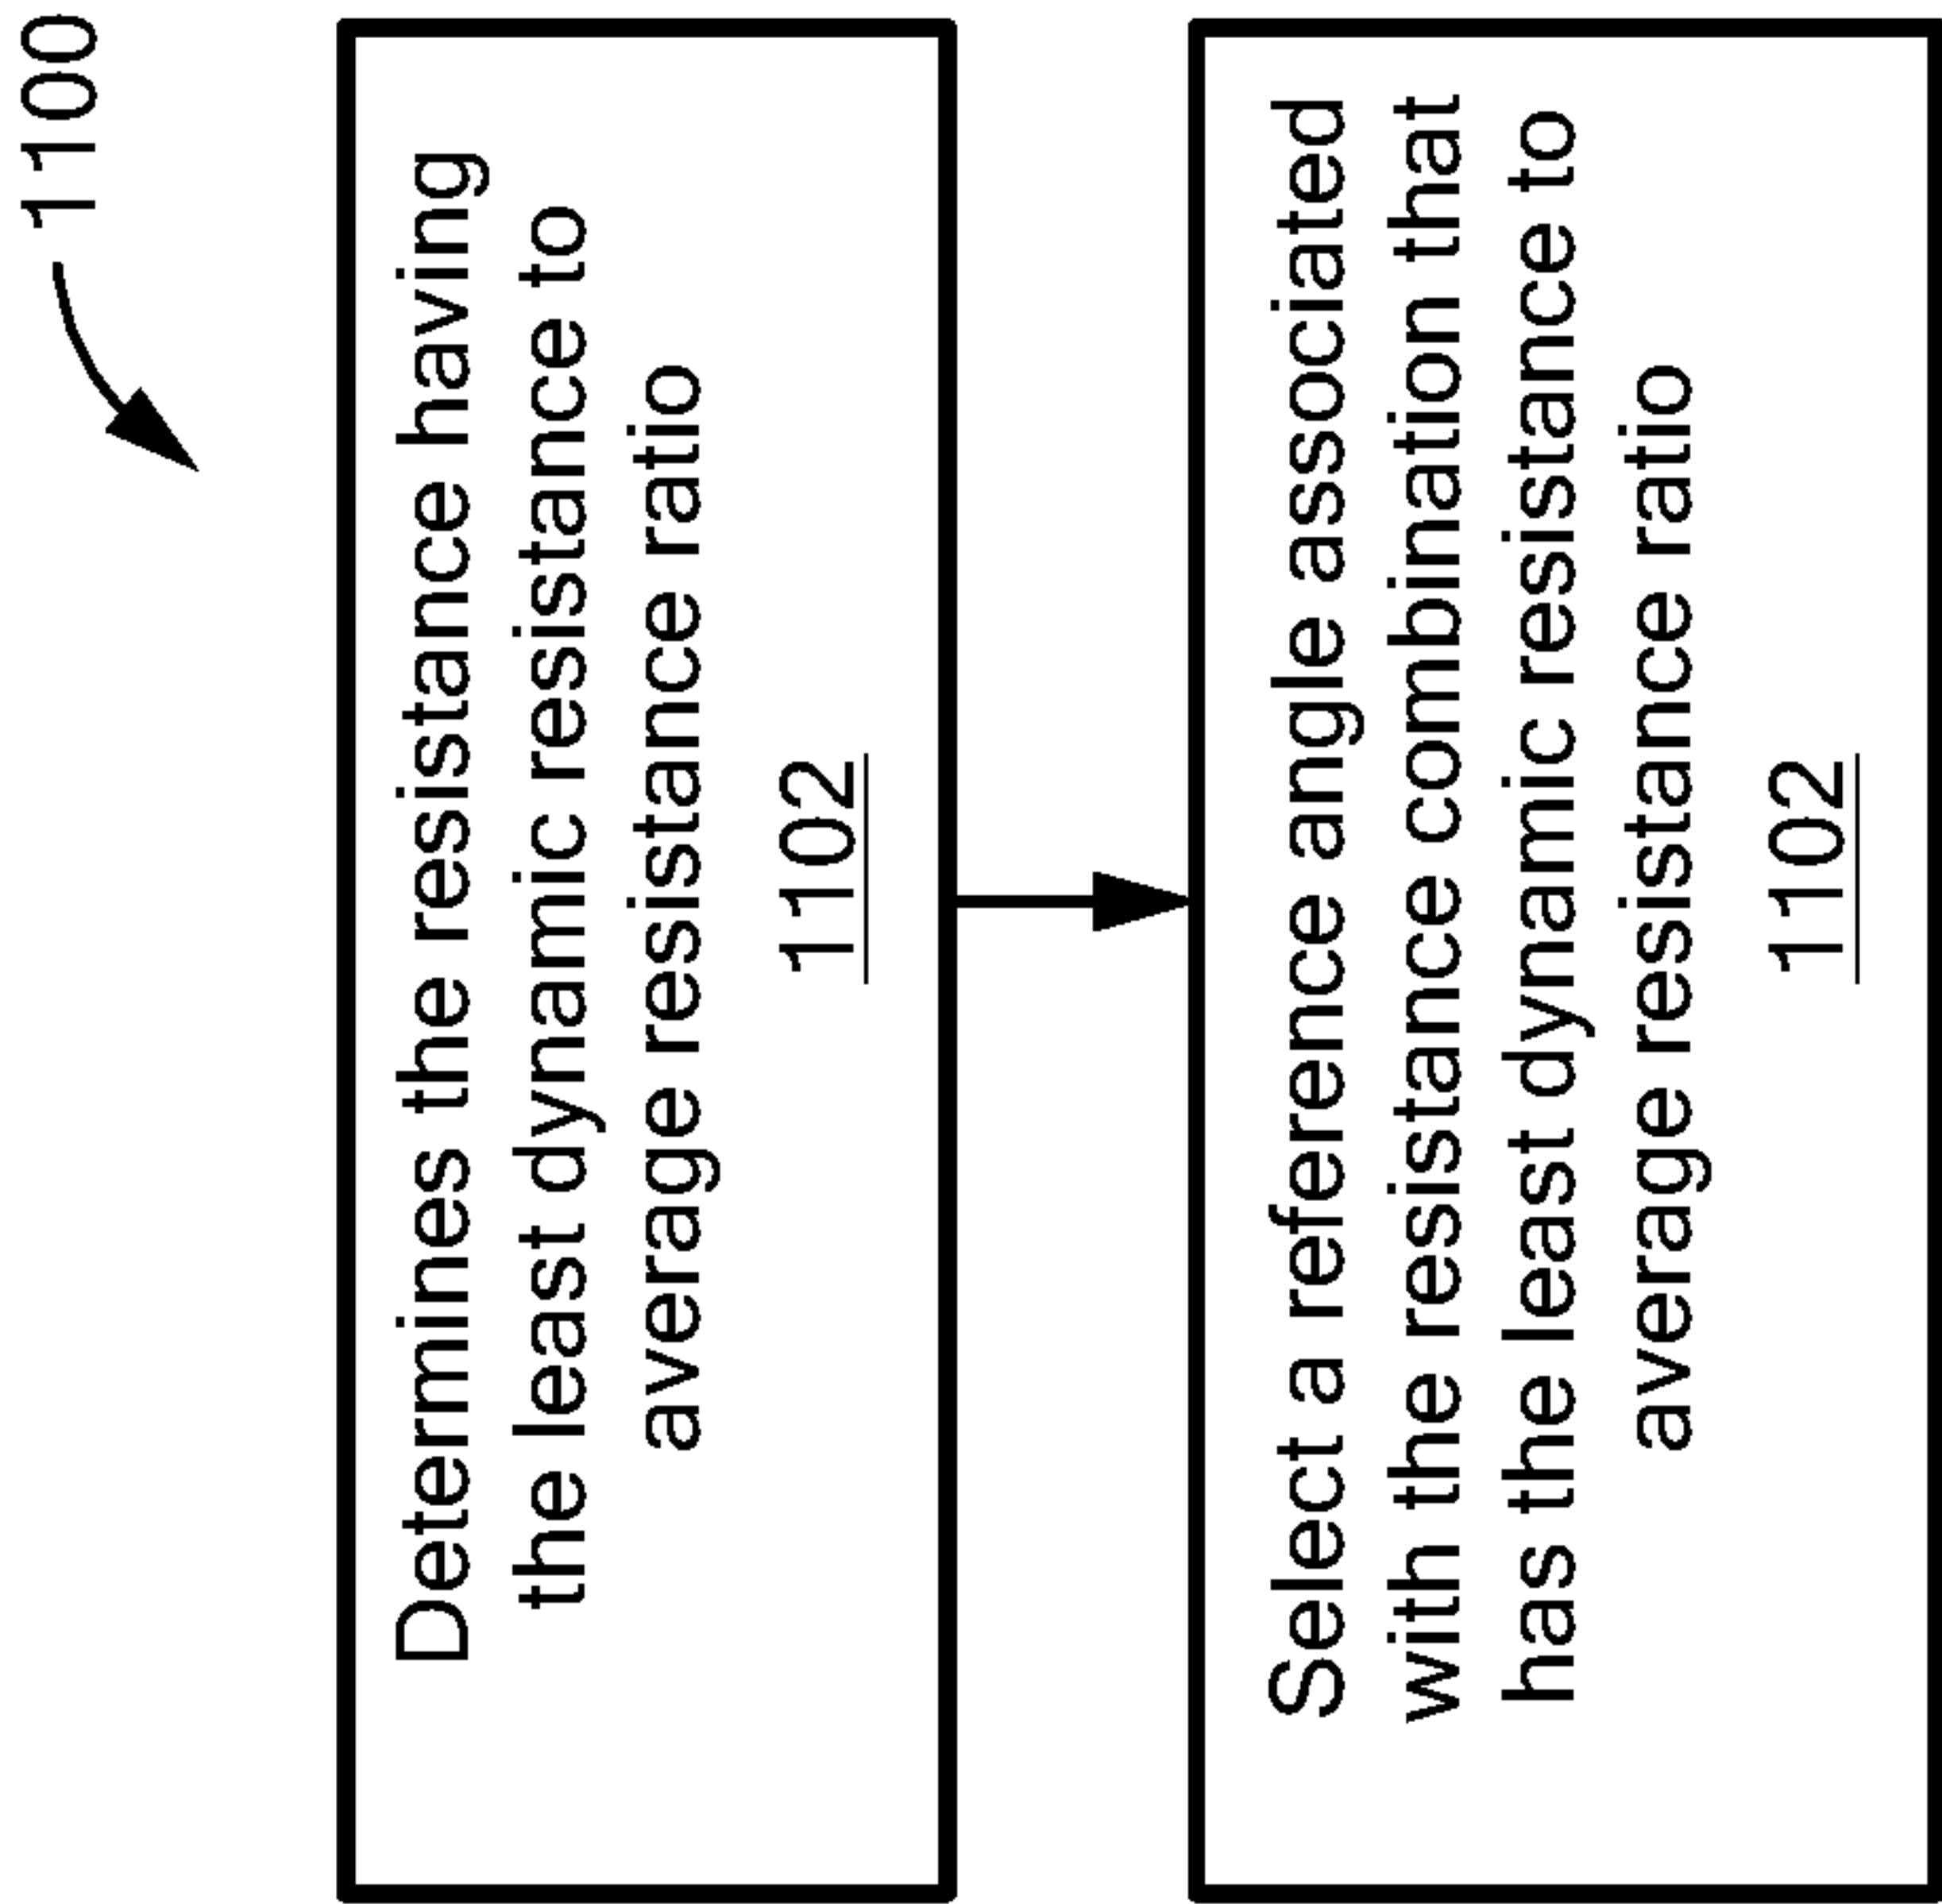 1100
Determines the resistance having
the least dynamic resistance to
average resistance ratio
1102
Select a reference angle associated
with the resistance combination that
has the least dynamic resistance to
average resistance ratio
1102